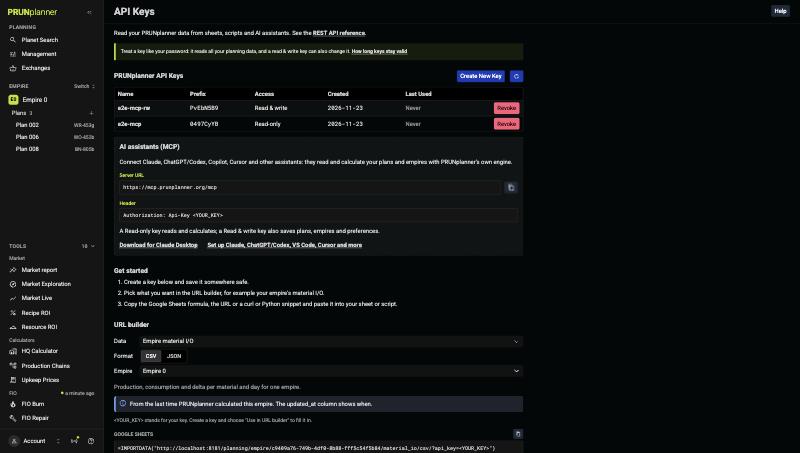 PRUNplanner
PLANNING
Planet Search
Management
Exchanges
EMPIRE
Switch
E0 Empire 0
Plans 3
Plan 002 WR-453g
Plan 006 WO-453b
Plan 008 BN-805b
TOOLS 10
Market
Market report
Market Exploration
Market Live
Recipe ROI
Resource ROI
Calculators
HQ Calculator
Production Chains
Upkeep Prices
FIO a minute ago
FIO Burn
FIO Repair
Account
API Keys
Help
Read your PRUNplanner data from sheets, scripts and AI assistants. See the REST API reference.
Treat a key like your password: it reads all your planning data, and a read & write key can also change it. How long keys stay valid
PRUNplanner API Keys
Create New Key
Name Prefix Access Created Last Used
e2e-mcp-rw PvEbN5B9 Read & write 2026-11-23 Never Revoke
e2e-mcp 0497CyYB Read-only 2026-11-23 Never Revoke
AI assistants (MCP)
Connect Claude, ChatGPT/Codex, Copilot, Cursor and other assistants: they read and calculate your plans and empires with PRUNplanner's own engine.
Server URL
https://mcp.prunplanner.org/mcp
Header
Authorization: Api-Key <YOUR_KEY>
A Read-only key reads and calculates; a Read & write key also saves plans, empires and preferences.
Download for Claude Desktop Set up Claude, ChatGPT/Codex, VS Code, Cursor and more
Get started
1. Create a key below and save it somewhere safe.
2. Pick what you want in the URL builder, for example your empire's material I/O.
3. Copy the Google Sheets formula, the URL or a curl or Python snippet and paste it into your sheet or script.
URL builder
Data Empire material I/O
Format CSV JSON
Empire Empire 0
Production, consumption and delta per material and day for one empire.
From the last time PRUNplanner calculated this empire. The updated_at column shows when.
<YOUR_KEY> stands for your key. Create a key and choose "Use in URL builder" to fill it in.
GOOGLE SHEETS